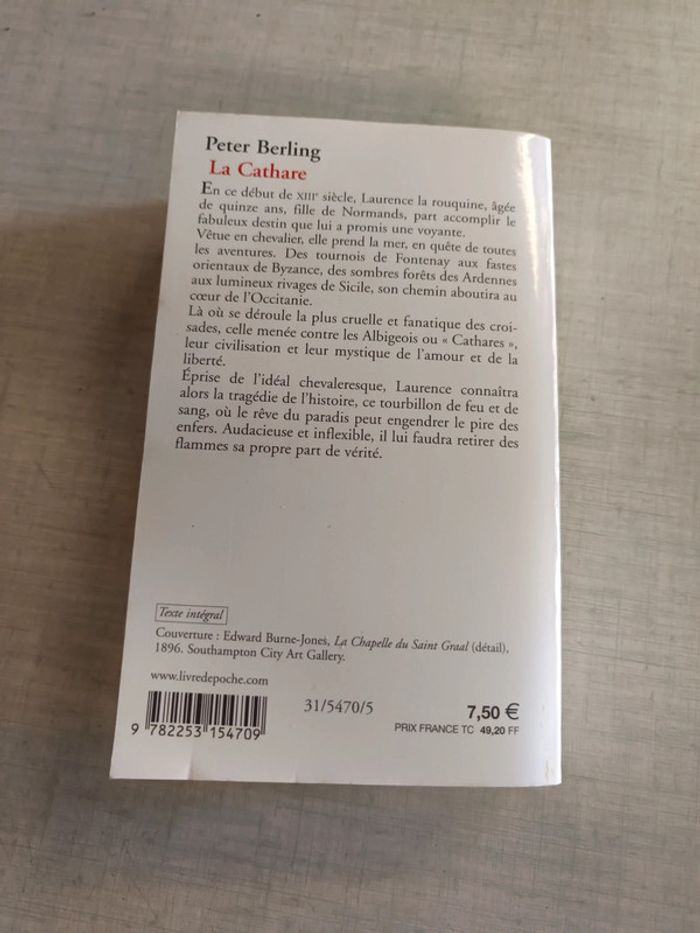 Peter Berling
La Cathare
En ce début de XIIIe siècle, Laurence la rouquine, âgée
de quinze ans, fille de Normands, part accomplir le
fabuleux destin que lui a promis une voyante.
Vêtue en chevalier, elle prend la mer, en quête de toutes
les aventures. Des tournois de Fontenay aux fastes
orientaux de Byzance, des sombres forêts des Ardennes
aux lumineux rivages de Sicile, son chemin aboutira au
cœur de l'Occitanie.
Là où se déroule la plus cruelle et fanatique des croi-
sades, celle menée contre les Albigeois ou « Cathares »,
leur civilisation et leur mystique de l'amour et de la
liberté.
Éprise de l'idéal chevaleresque, Laurence connaîtra
alors la tragédie de l'histoire, ce tourbillon de feu et de
sang, où le rêve du paradis peut engendrer le pire des
enfers. Audacieuse et inflexible, il lui faudra retirer des
flammes sa propre part de vérité.
Texte intégral
Couverture : Edward Burne-Jones, La Chapelle du Saint Graal (détail),
1896. Southampton City Art Gallery.
www.livredepoche.com
31/5470/5
7,50 €
PRIX FRANCE TC 49,20 FF
9 782253 154709